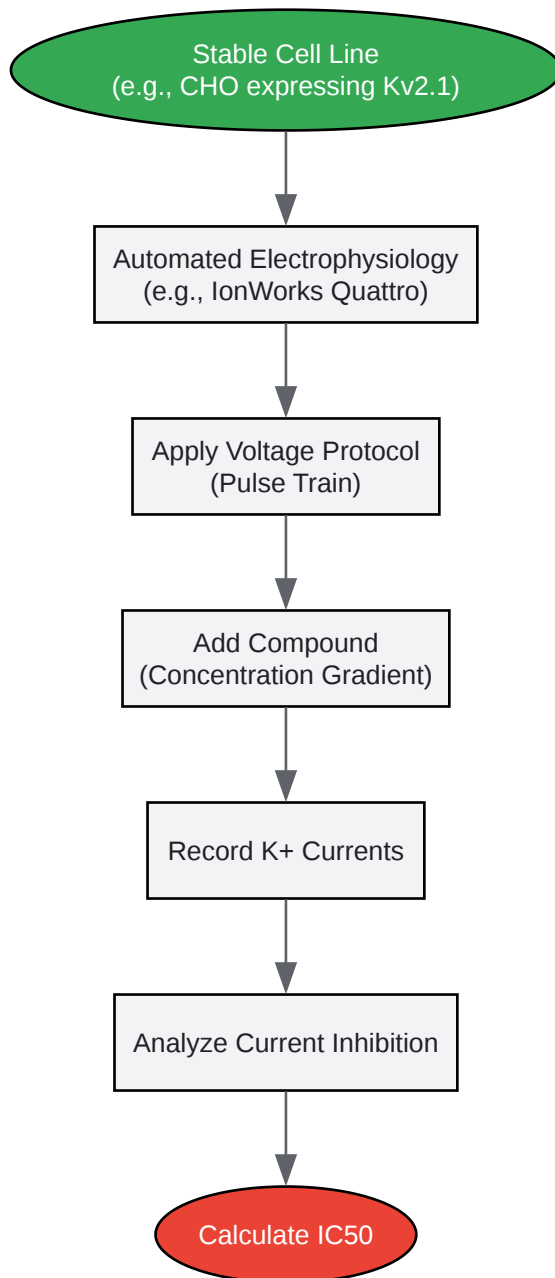 Stable Cell Line
(e.g., CHO expressing Kv2.1)
Automated Electrophysiology
(e.g., IonWorks Quattro)
Apply Voltage Protocol
(Pulse Train)
Add Compound
(Concentration Gradient)
Record K+ Currents
Analyze Current Inhibition
Calculate IC50